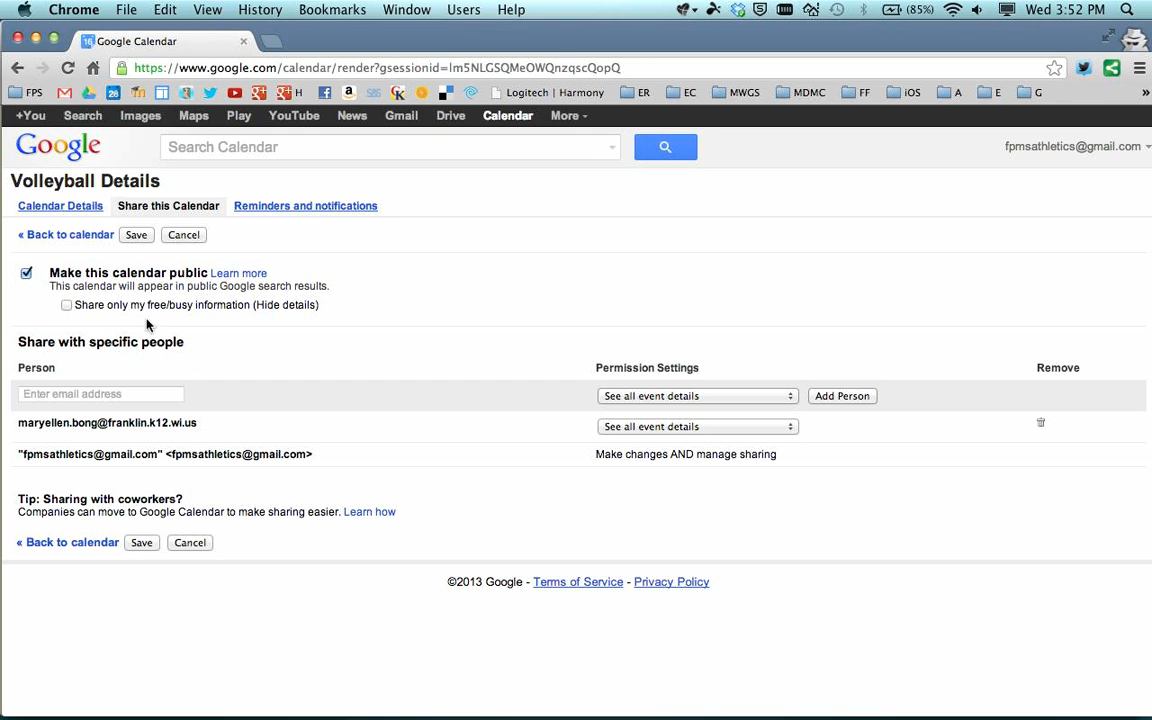 Chrome File Edit View History Bookmarks Window Users Help (85%) Wed 3:52 PM
Google Calendar
https://www.google.com/calendar/render?gsessionid=lm5NLGSQMeOWQnzqscQopQ
FPS H Logitech | Harmony ER EC MWGS MDMC FF iOS A E G »
+You Search Images Maps Play YouTube News Gmail Drive Calendar More
Google Search Calendar fpmsathletics@gmail.com
Volleyball Details
Calendar Details Share this Calendar Reminders and notifications
« Back to calendar Save Cancel
Make this calendar public Learn more
This calendar will appear in public Google search results.
Share only my free/busy information (Hide details)
Share with specific people
Person Permission Settings Remove
Enter email address See all event details Add Person
maryellen.bong@franklin.k12.wi.us See all event details
"fpmsathletics@gmail.com" <fpmsathletics@gmail.com> Make changes AND manage sharing
Tip: Sharing with coworkers?
Companies can move to Google Calendar to make sharing easier. Learn how
« Back to calendar Save Cancel
©2013 Google - Terms of Service - Privacy Policy